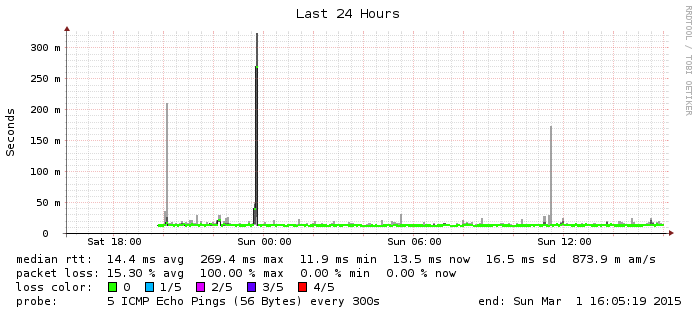 Last 24 Hours
RRDTOOL / TOBI OETIKER
Seconds
300 m
250 m
200 m
150 m
100 m
50 m
0
Sat 18:00 Sun 00:00 Sun 06:00 Sun 12:00
median rtt: 14.4 ms avg 269.4 ms max 11.9 ms min 13.5 ms now 16.5 ms sd 873.9 m am/s
packet loss: 15.30 % avg 100.00 % max 0.00 % min 0.00 % now
loss color: 0 1/5 2/5 3/5 4/5
probe: 5 ICMP Echo Pings (56 Bytes) every 300s end: Sun Mar 1 16:05:19 2015